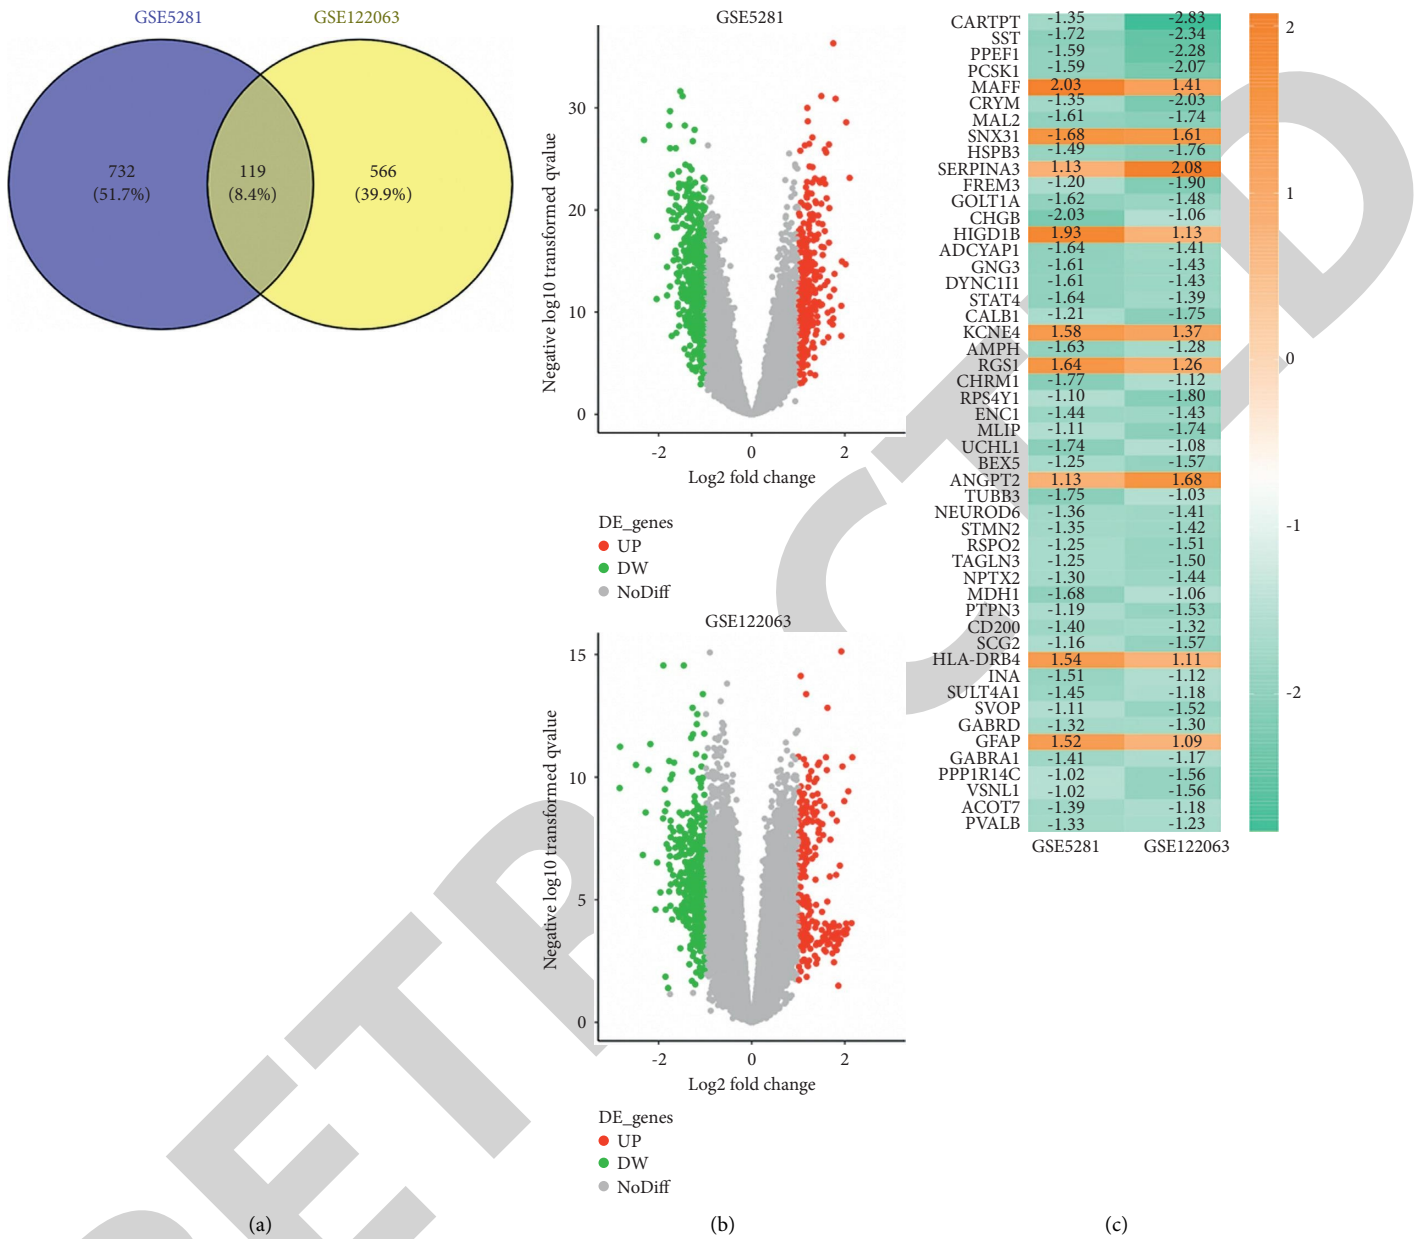 GSE5281
GSE122063
732
(51.7%)
119
(8.4%)
566
(39.9%)
(a)
GSE5281
Negative log10 transformed qvalue
30
20
10
0
-2 0 2
Log2 fold change
DE_genes
UP
DW
NoDiff
GSE122063
Negative log10 transformed qvalue
15
10
5
0
-2 0 2
Log2 fold change
DE_genes
UP
DW
NoDiff
(b)
CARTPT -1.35 -2.83
SST -1.72 -2.34
PPEF1 -1.59 -2.28
PCSK1 -1.59 -2.07
MAFF 2.03 1.41
CRYM -1.35 -2.03
MAL2 -1.61 -1.74
SNX31 -1.68 1.61
HSPB3 -1.49 -1.76
SERPINA3 1.13 2.08
FREM3 -1.20 -1.90
GOLT1A -1.62 -1.48
CHGB -2.03 -1.06
HIGD1B 1.93 1.13
ADCYAP1 -1.64 -1.41
GNG3 -1.61 -1.43
DYNC1I1 -1.61 -1.43
STAT4 -1.64 -1.39
CALB1 -1.21 -1.75
KCNE4 1.58 1.37
AMPH -1.63 -1.28
RGS1 1.64 1.26
CHRM1 -1.77 -1.12
RPS4Y1 -1.10 -1.80
ENC1 -1.44 -1.43
MLIP -1.11 -1.74
UCHL1 -1.74 -1.08
BEX5 -1.25 -1.57
ANGPT2 1.13 1.68
TUBB3 -1.75 -1.03
NEUROD6 -1.36 -1.41
STMN2 -1.35 -1.42
RSPO2 -1.25 -1.51
TAGLN3 -1.25 -1.50
NPTX2 -1.30 -1.44
MDH1 -1.68 -1.06
PTPN3 -1.19 -1.53
CD200 -1.40 -1.32
SCG2 -1.16 -1.57
HLA-DRB4 1.54 1.11
INA -1.51 -1.12
SULT4A1 -1.45 -1.18
SVOP -1.11 -1.52
GABRD -1.32 -1.30
GFAP 1.52 1.09
GABRA1 -1.41 -1.17
PPP1R14C -1.02 -1.56
VSNL1 -1.02 -1.56
ACOT7 -1.39 -1.18
PVALB -1.33 -1.23
GSE5281 GSE122063
2
1
0
-1
-2
(c)